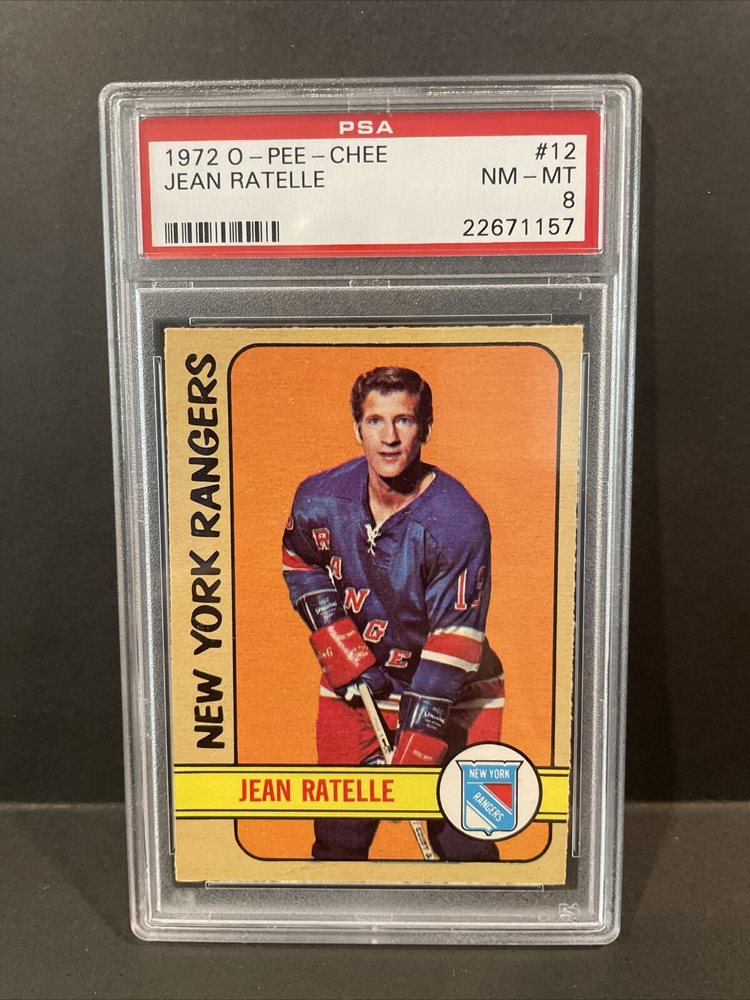 PSA
1972 O-PEE-CHEE #12
JEAN RATELLE NM-MT
8
22671157
NEW YORK RANGERS
RANGE
JEAN RATELLE
NEW YORK
RANGERS